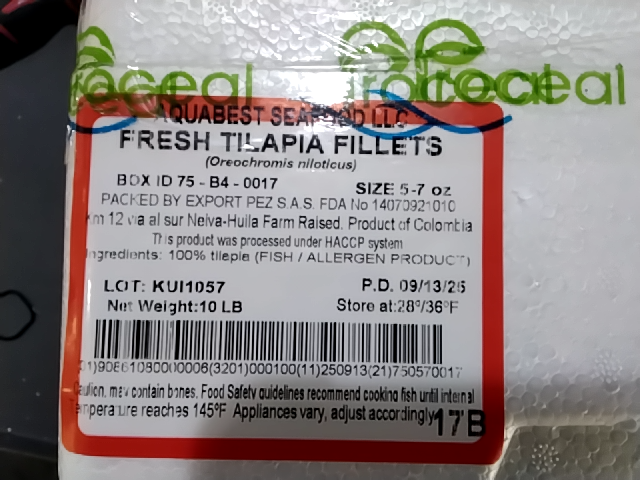 roceal
procreal
AQUABEST SEAFOOD LLC
FRESH TILAPIA FILLETS
(Oreochromis niloticus)
BOX ID 75 - B4 - 0017
SIZE 5-7 oz
PACKED BY EXPORT PEZ S.A.S. FDA No 14070921010
Km 12 via al sur Neiva-Huila Farm Raised. Product of Colombia
This product was processed under HACCP system
Ingredients: 100% tilapia (FISH / ALLERGEN PRODUCT)
LOT: KUI1057
P.D. 09/13/25
Net Weight:10 LB
Store at:28°/36°F
01)90861080000006(3201)000100(11)250913(21)750570017
Caution, may contain bones. Food Safety guidelines recommend cooking fish until internal
temperature reaches 145°F. Appliances vary, adjust accordingly
17B